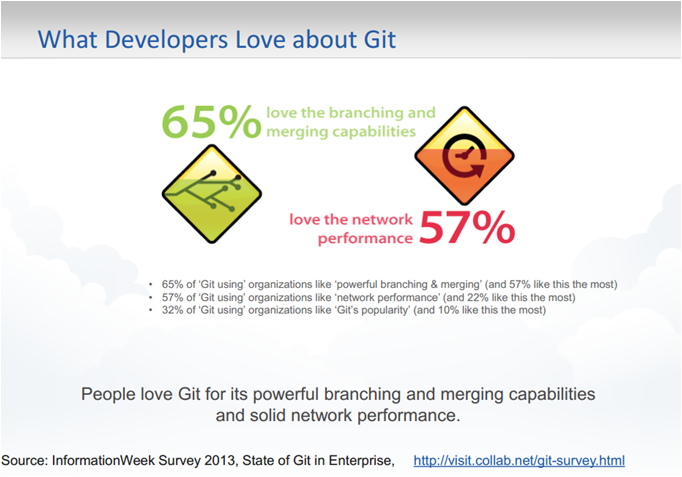 What Developers Love about Git
65% love the branching and
merging capabilities
love the network
performance 57%
• 65% of ‘Git using’ organizations like ‘powerful branching & merging’ (and 57% like this the most)
• 57% of ‘Git using’ organizations like ‘network performance’ (and 22% like this the most)
• 32% of ‘Git using’ organizations like ‘Git’s popularity’ (and 10% like this the most)
People love Git for its powerful branching and merging capabilities
and solid network performance.
Source: InformationWeek Survey 2013, State of Git in Enterprise, http://visit.collab.net/git-survey.html